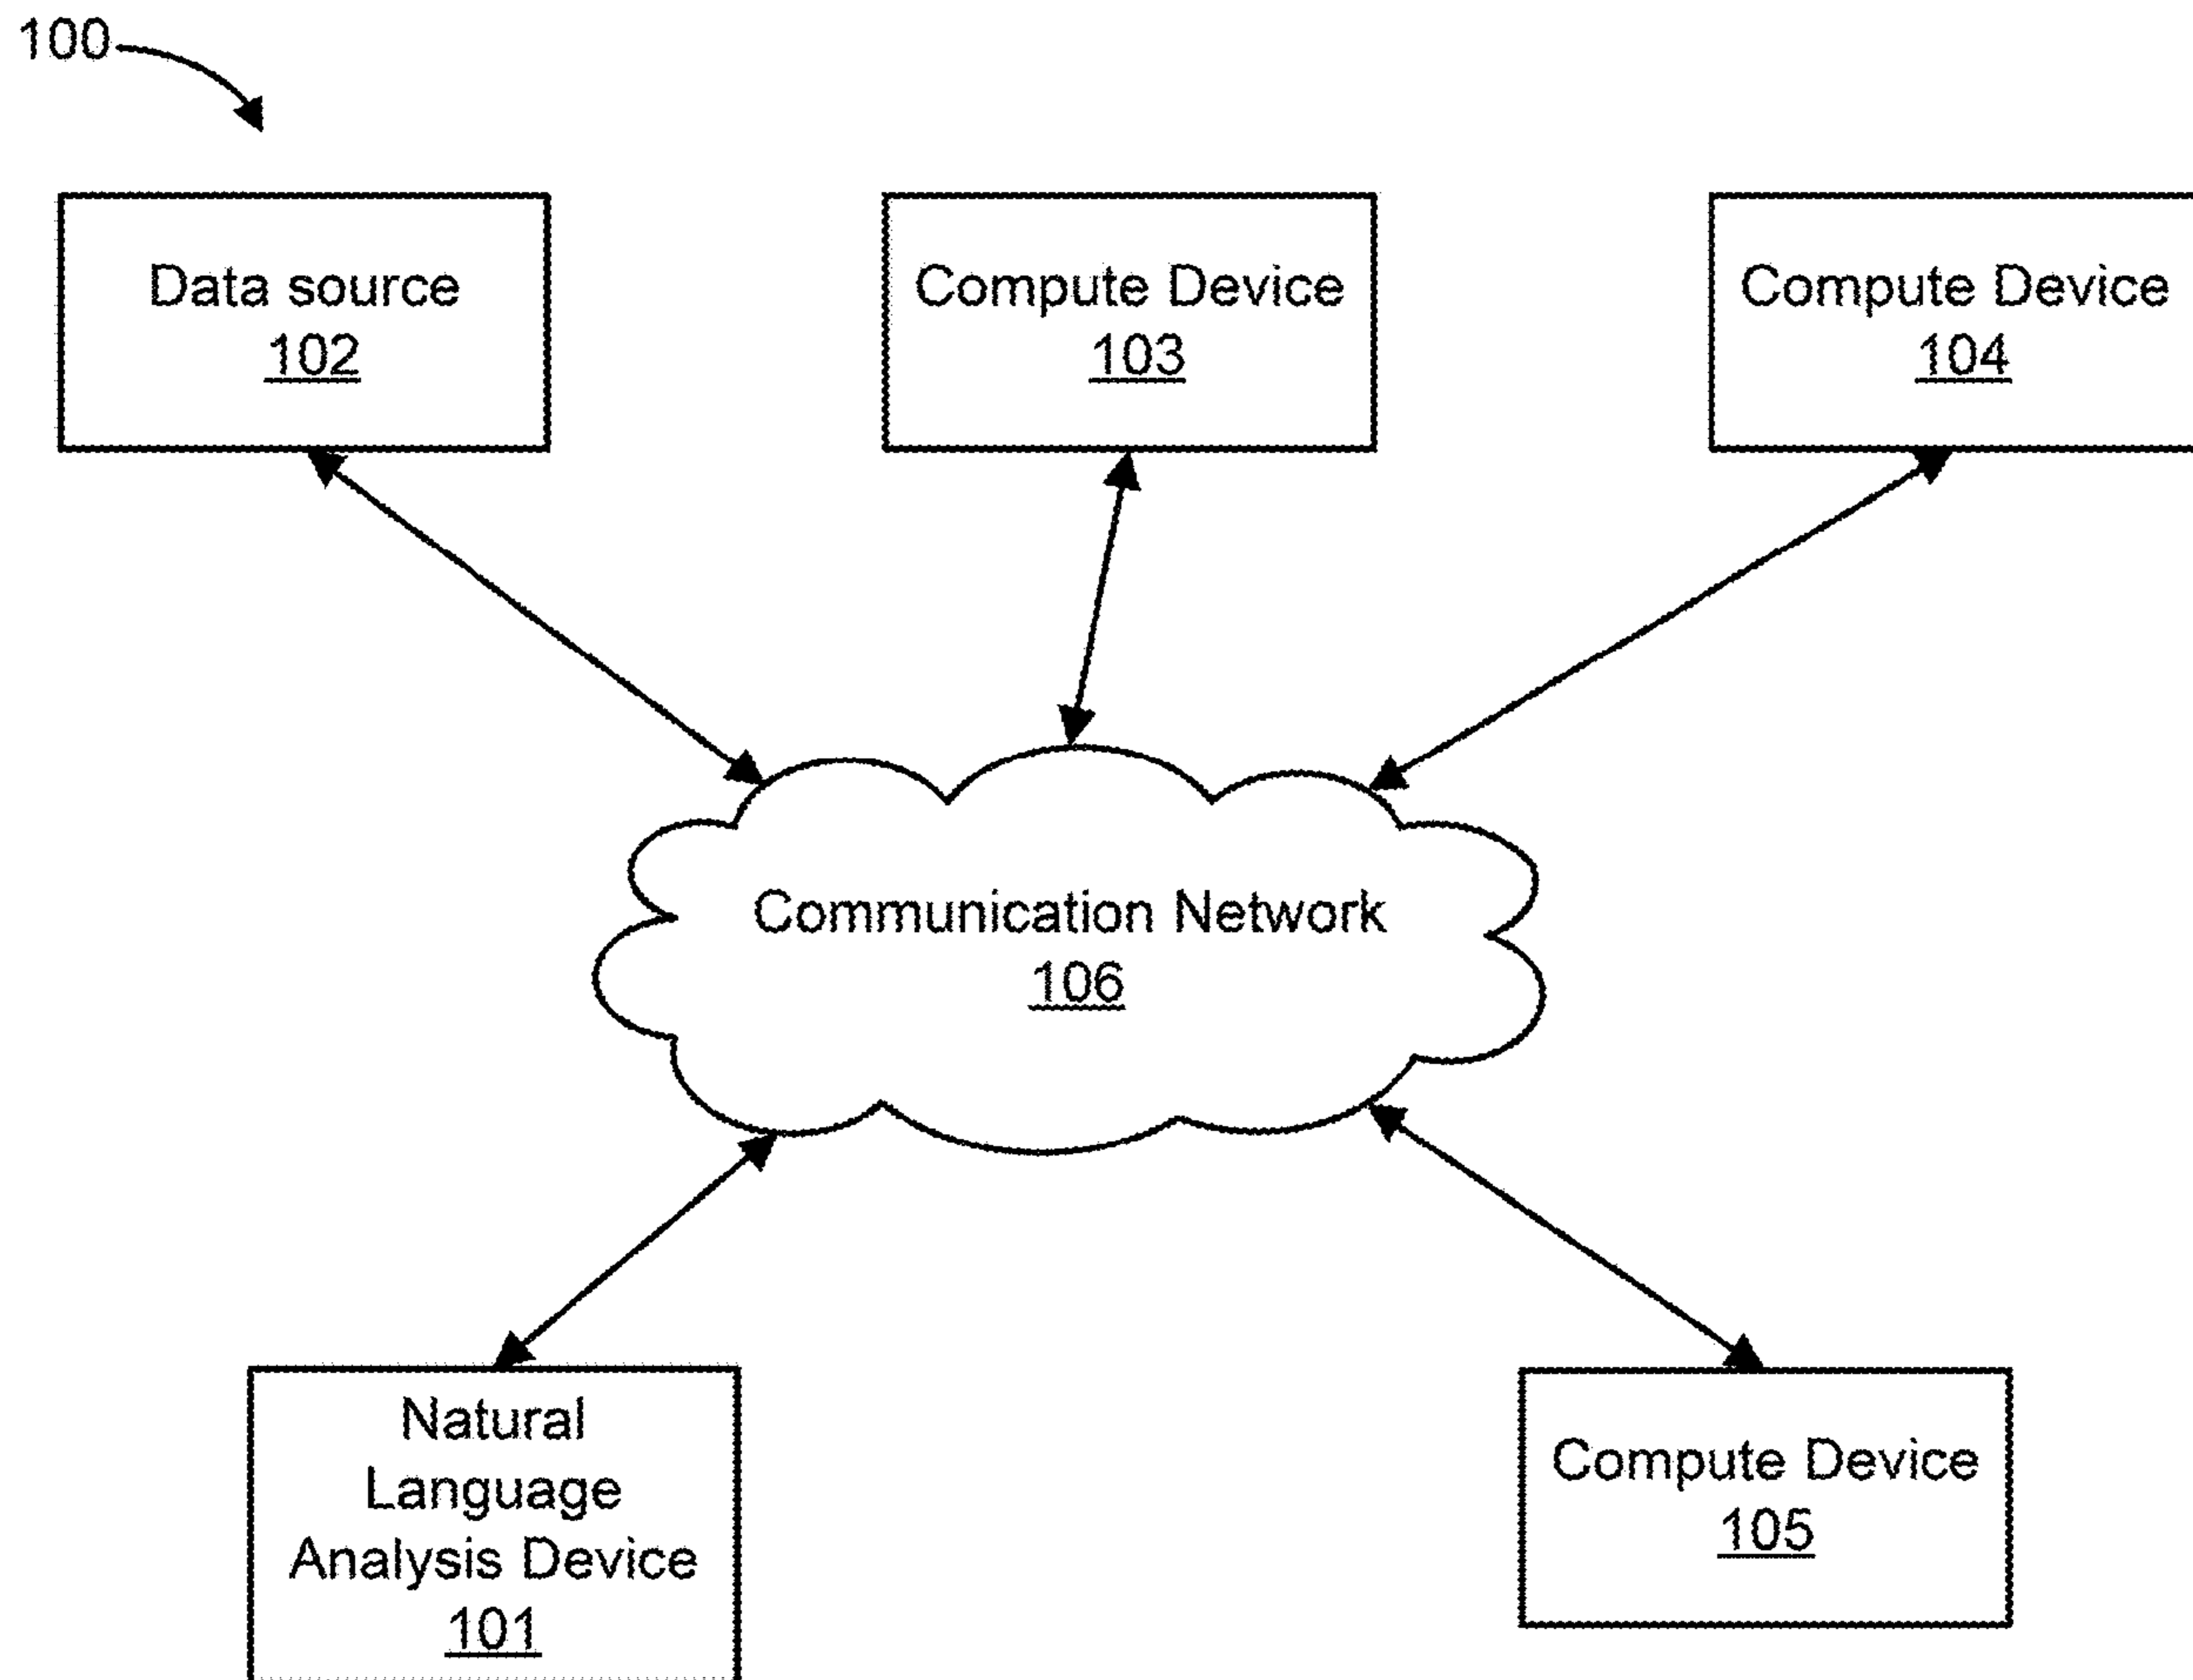 100
Data source
102
Compute Device
103
Compute Device
104
Communication Network
106
Natural
Language
Analysis Device
101
Compute Device
105